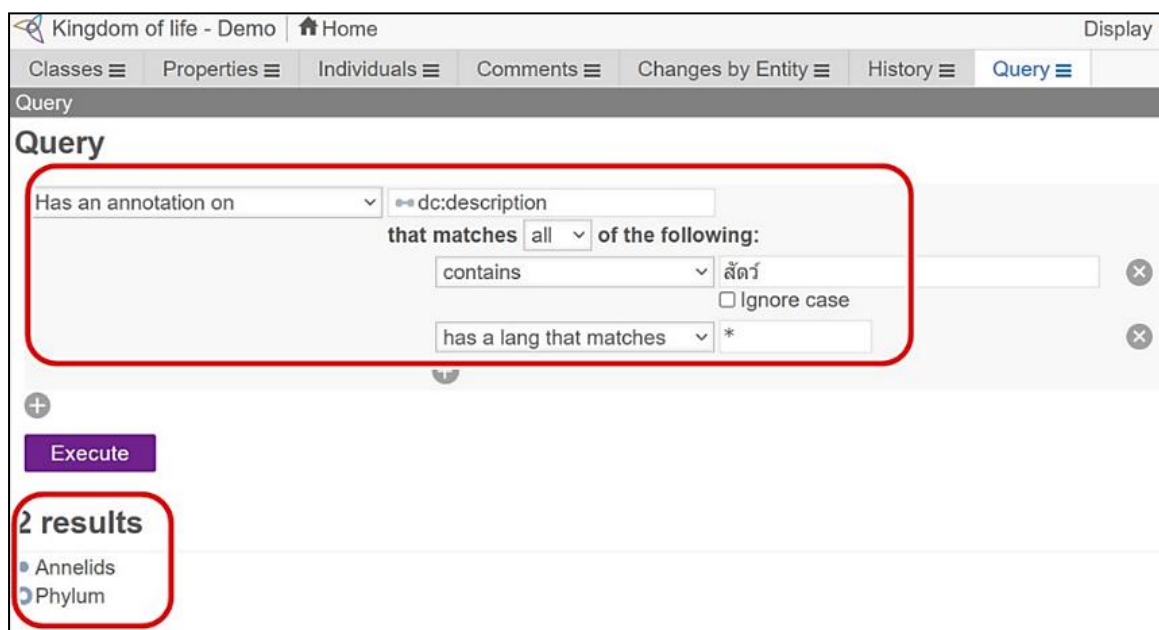 Kingdom of life - Demo Home Display
Classes Properties Individuals Comments Changes by Entity History Query
Query
Query
Has an annotation on dc:description
that matches all of the following:
contains สัตว์
Ignore case
has a lang that matches *
Execute
2 results
Annelids
Phylum